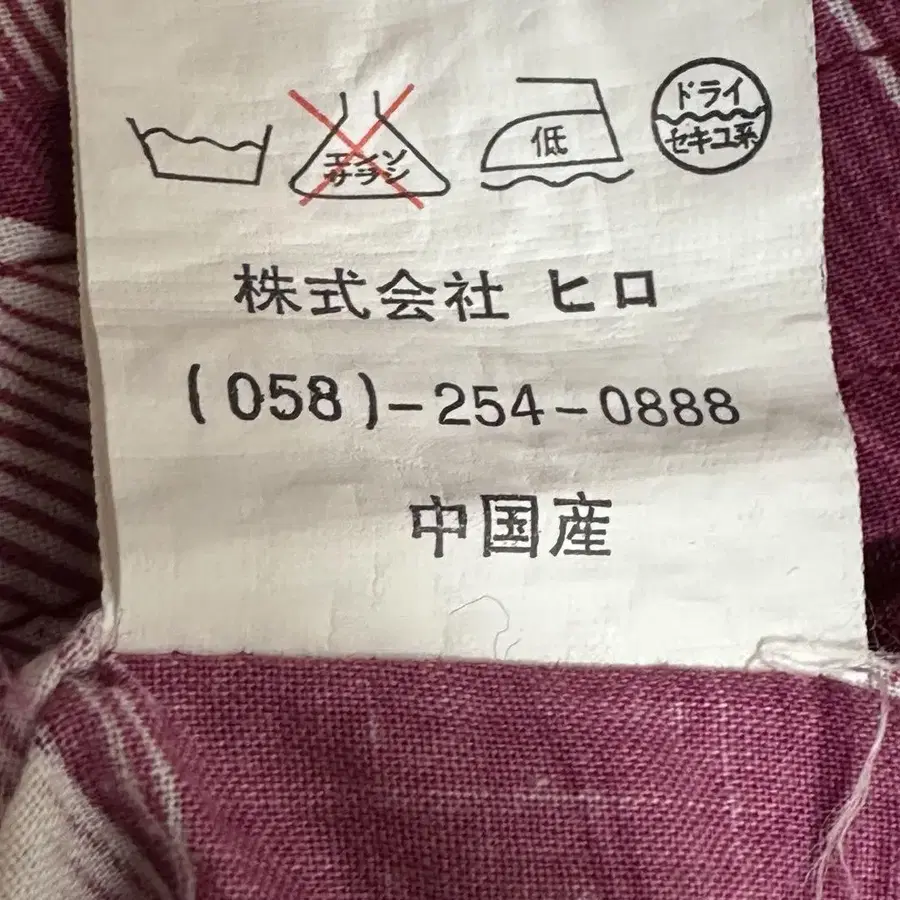 エンソ
サラシ
低
ドライ
セキユ系
株式会社 ヒロ
(058)-254-0888
中国産